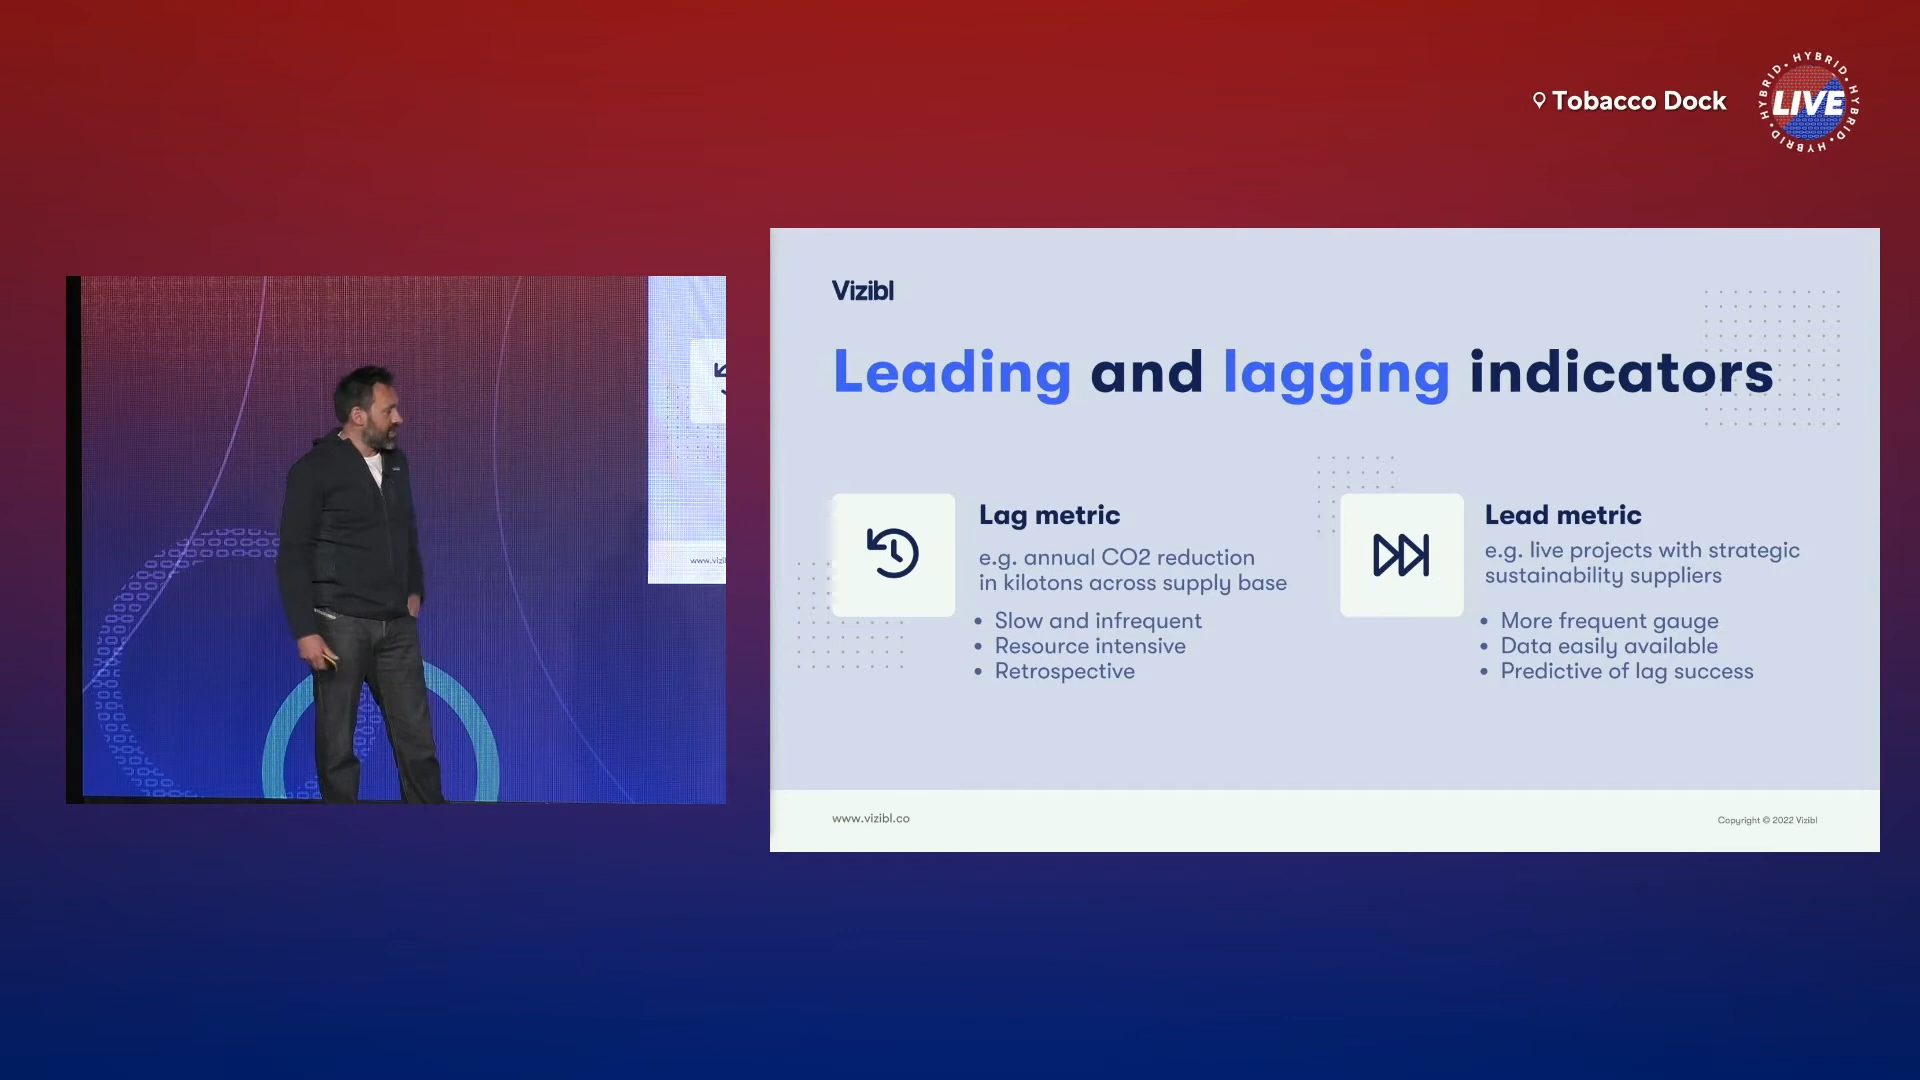 Tobacco Dock
HYBRID • HYBRID • HYBRID • HYBRID •
LIVE
Vizibl
Leading and lagging indicators
Lag metric
e.g. annual CO2 reduction
in kilotons across supply base
• Slow and infrequent
• Resource intensive
• Retrospective
Lead metric
e.g. live projects with strategic
sustainability suppliers
• More frequent gauge
• Data easily available
• Predictive of lag success
www.vizibl.co
Copyright © 2022 Vizibl